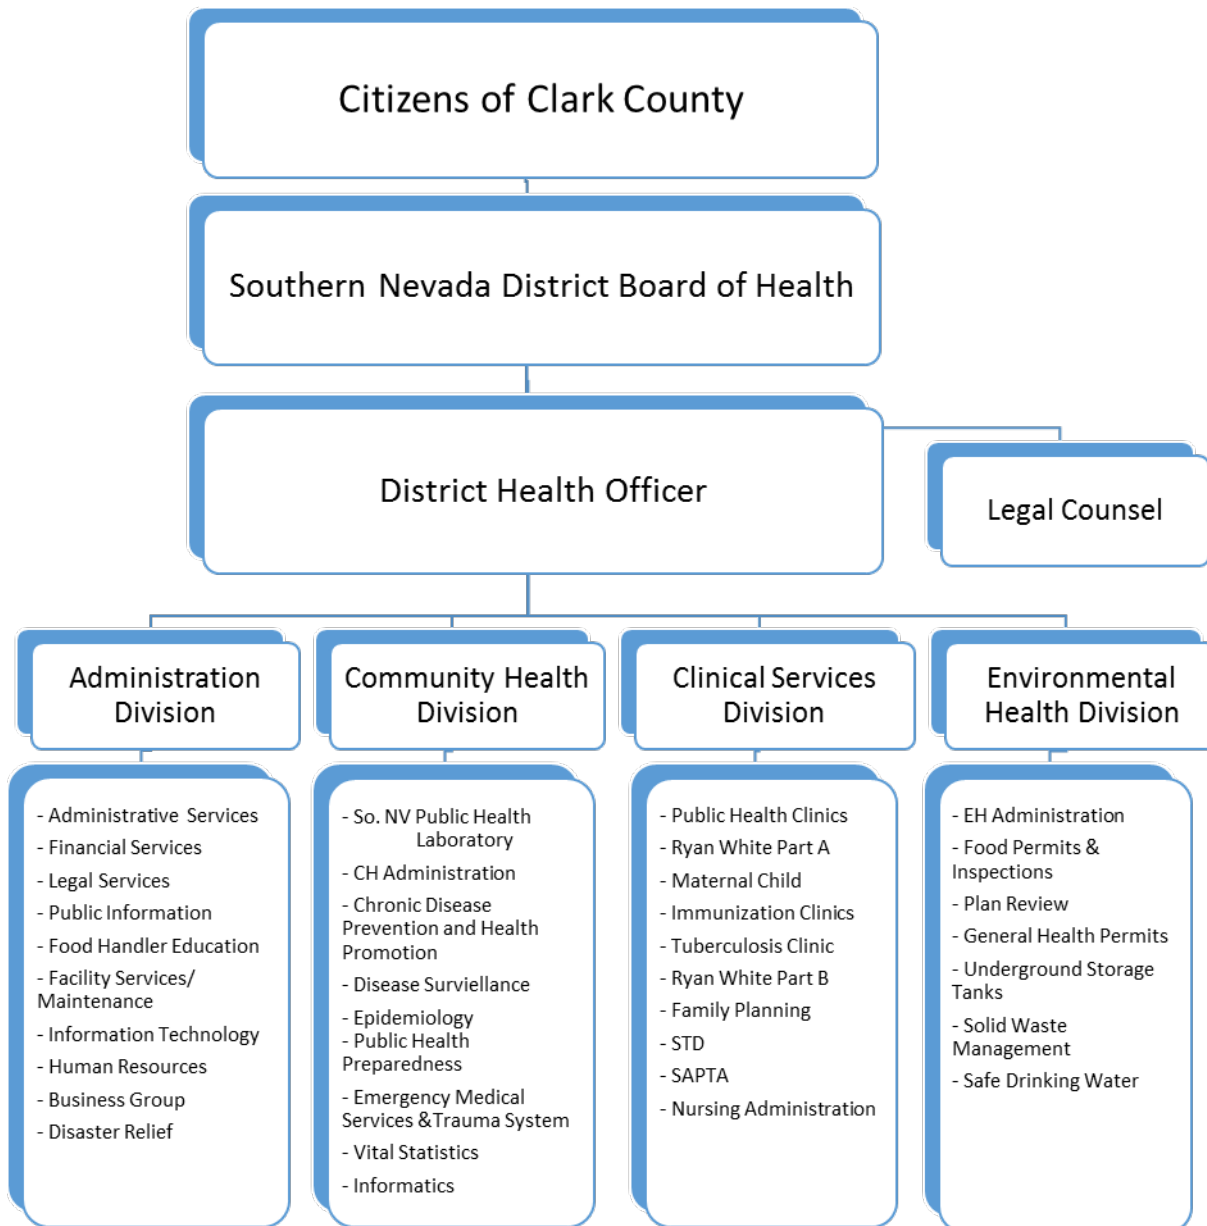 Citizens of Clark County
Southern Nevada District Board of Health
District Health Officer
Legal Counsel
Administration
Division
- Administrative Services
- Financial Services
- Legal Services
- Public Information
- Food Handler Education
- Facility Services/
Maintenance
- Information Technology
- Human Resources
- Business Group
- Disaster Relief
Community Health
Division
- So. NV Public Health
Laboratory
- CH Administration
- Chronic Disease
Prevention and Health
Promotion
- Disease Surviellance
- Epidemiology
- Public Health
Preparedness
- Emergency Medical
Services &Trauma System
- Vital Statistics
- Informatics
Clinical Services
Division
- Public Health Clinics
- Ryan White Part A
- Maternal Child
- Immunization Clinics
- Tuberculosis Clinic
- Ryan White Part B
- Family Planning
- STD
- SAPTA
- Nursing Administration
Environmental
Health Division
- EH Administration
- Food Permits &
Inspections
- Plan Review
- General Health Permits
- Underground Storage
Tanks
- Solid Waste
Management
- Safe Drinking Water